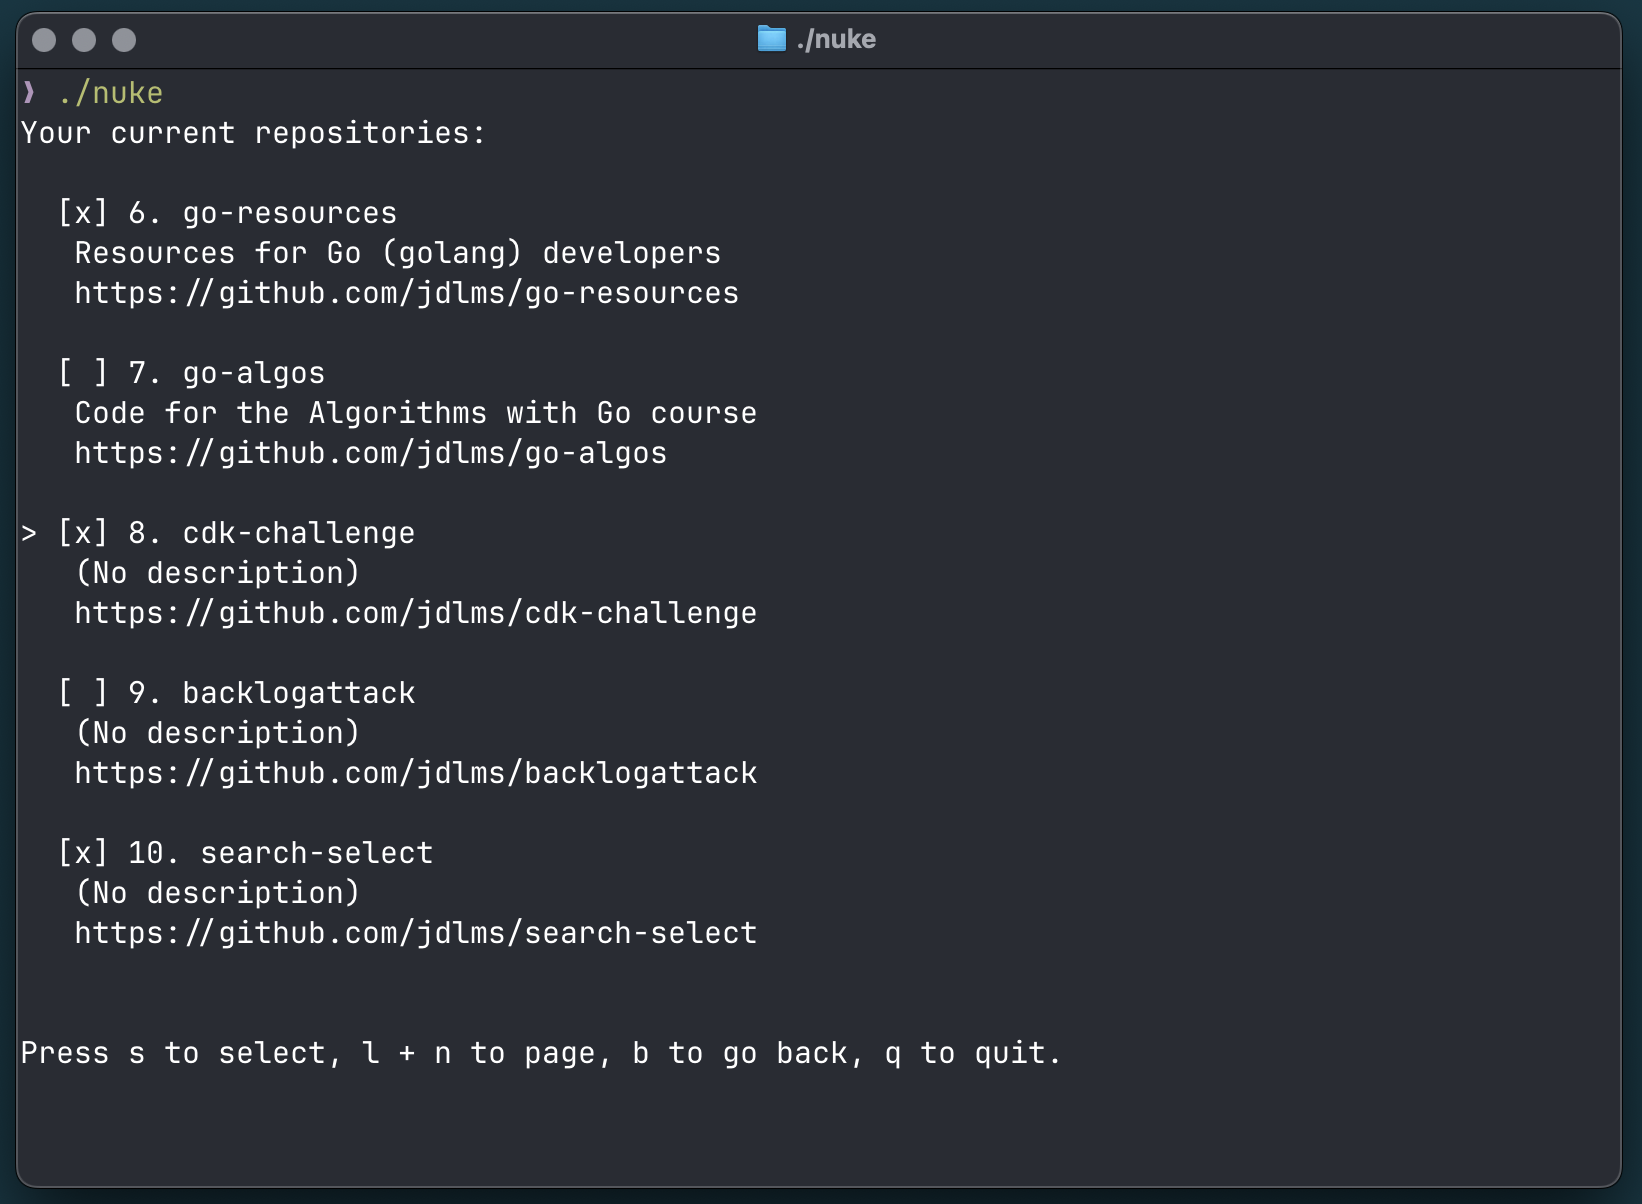 ./nuke
❱ ./nuke
Your current repositories:
[x] 6. go-resources
Resources for Go (golang) developers
https://github.com/jdlms/go-resources
[ ] 7. go-algos
Code for the Algorithms with Go course
https://github.com/jdlms/go-algos
> [x] 8. cdk-challenge
(No description)
https://github.com/jdlms/cdk-challenge
[ ] 9. backlogattack
(No description)
https://github.com/jdlms/backlogattack
[x] 10. search-select
(No description)
https://github.com/jdlms/search-select
Press s to select, l + n to page, b to go back, q to quit.